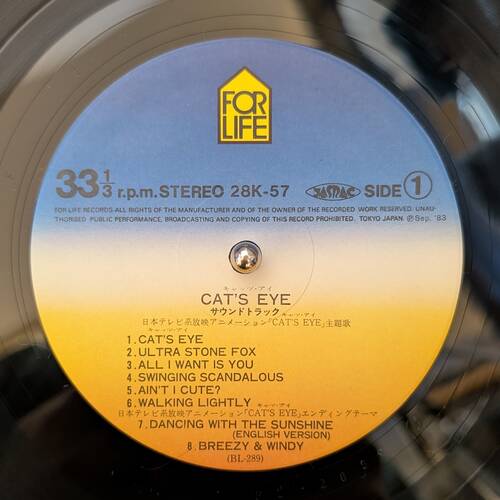 FOR
LIFE
33 1/3 r.p.m. STEREO 28K-57 JASRAC SIDE 1
FOR LIFE RECORDS·ALL RIGHTS OF THE MANUFACTURER AND OF THE OWNER OF THE RECORDED WORK RESERVED. UNAU-
THORISED PUBLIC PERFORMANCE, BROADCASTING AND COPYING OF THIS RECORD PROHIBITED. TOKYO JAPAN. Ⓟ Sep. '83
キャッツ・アイ
CAT'S EYE
サウンドトラック
キャッツ・アイ
日本テレビ系放映アニメーション「CAT'S EYE」主題歌
1. CAT'S EYE
2. ULTRA STONE FOX
3. ALL I WANT IS YOU
4. SWINGING SCANDALOUS
5. AIN'T I CUTE?
6. WALKING LIGHTLY
キャッツ・アイ
日本テレビ系放映アニメーション「CAT'S EYE」エンディングテーマ
7. DANCING WITH THE SUNSHINE
(ENGLISH VERSION)
8. BREEZY & WINDY
(BL-289)